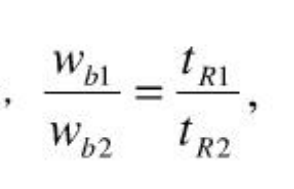 , w_{b1}/w_{b2} = t_{R1}/t_{R2},